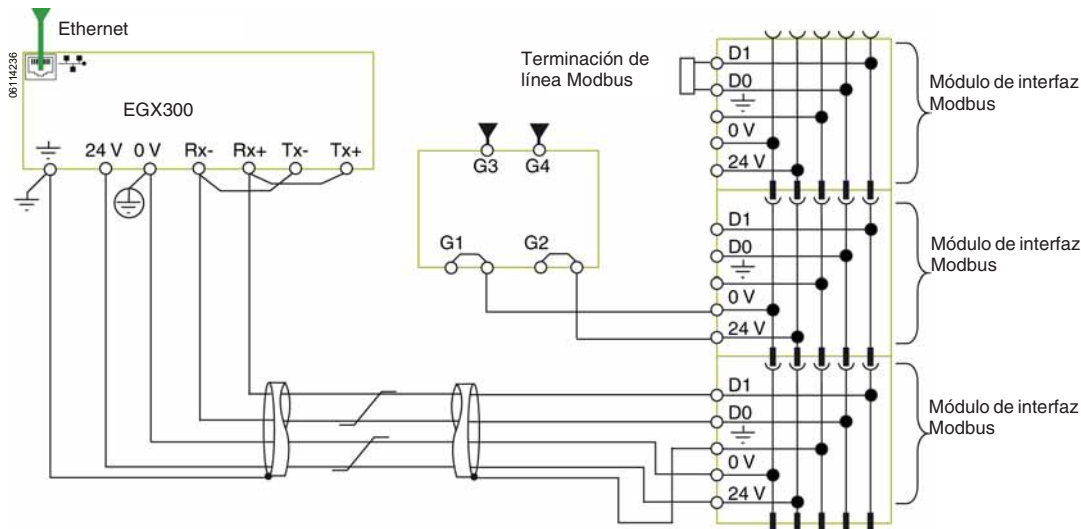 Ethernet
06114236
EGX300
24 V 0 V Rx- Rx+ Tx- Tx+
Terminación de
línea Modbus
G3 G4
G1 G2
D1
D0
0 V
24 V
Módulo de interfaz
Modbus
D1
D0
0 V
24 V
Módulo de interfaz
Modbus
D1
D0
0 V
24 V
Módulo de interfaz
Modbus